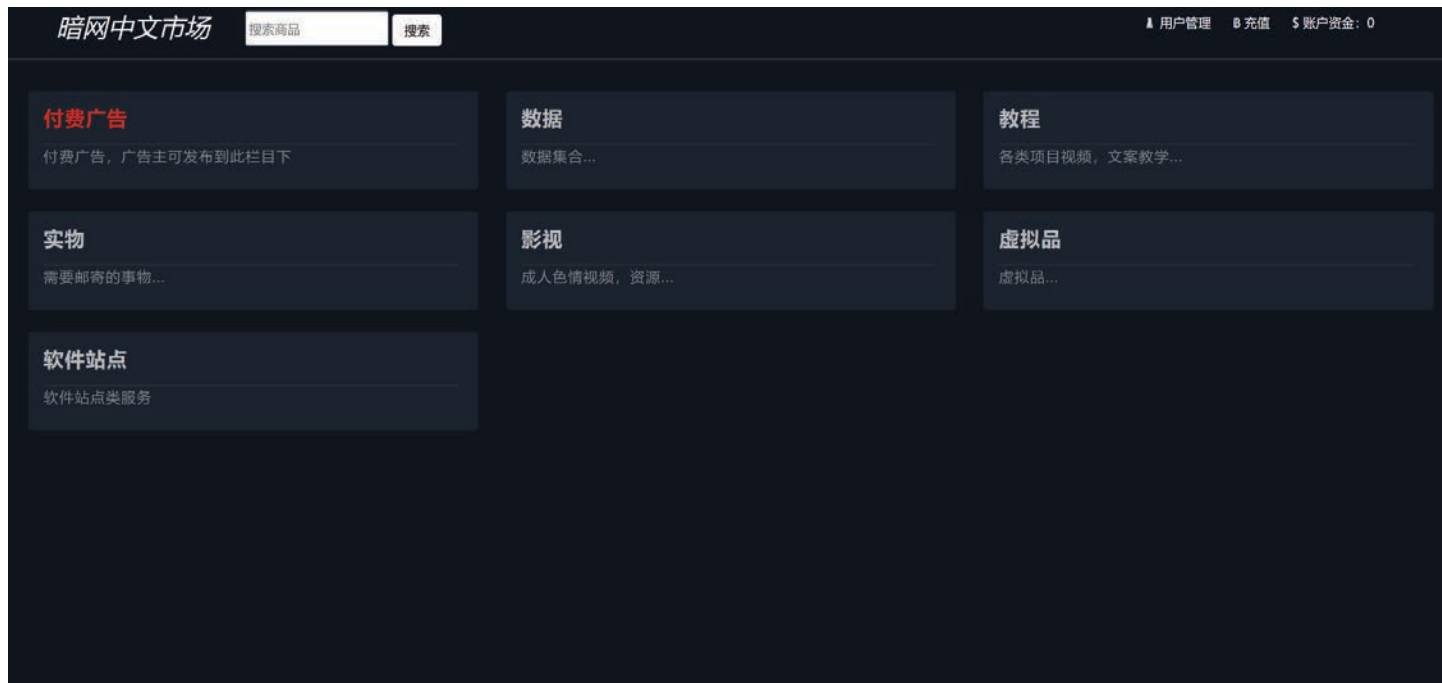 暗网中文市场
搜索商品
搜索
用户管理
充值
$ 账户资金：0
付费广告
付费广告，广告主可发布到此栏目下
数据
数据集合...
教程
各类项目视频，文案教学...
实物
需要邮寄的事物...
影视
成人色情视频，资源...
虚拟品
虚拟品...
软件站点
软件站点类服务